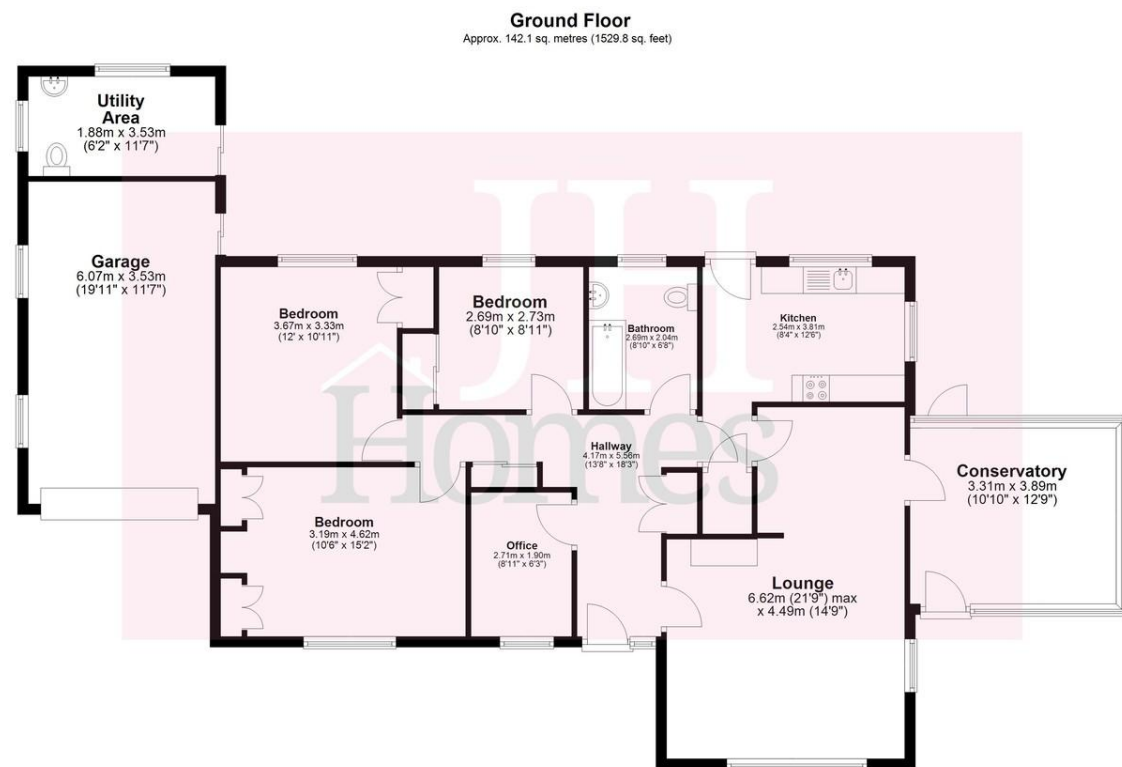 Ground Floor
Approx. 142.1 sq. metres (1529.8 sq. feet)
Utility
Area
1.88m x 3.53m
(6'2" x 11'7")
Garage
6.07m x 3.53m
(19'11" x 11'7")
Bedroom
3.67m x 3.33m
(12' x 10'11")
Bedroom
2.69m x 2.73m
(8'10" x 8'11")
Bathroom
2.69m x 2.04m
(8'10" x 6'8")
Kitchen
2.54m x 3.81m
(8'4" x 12'6")
JH
Homes
Hallway
4.17m x 5.56m
(13'8" x 18'3")
Conservatory
3.31m x 3.89m
(10'10" x 12'9")
Bedroom
3.19m x 4.62m
(10'6" x 15'2")
Office
2.71m x 1.90m
(8'11" x 6'3")
Lounge
6.62m (21'9") max
x 4.49m (14'9")